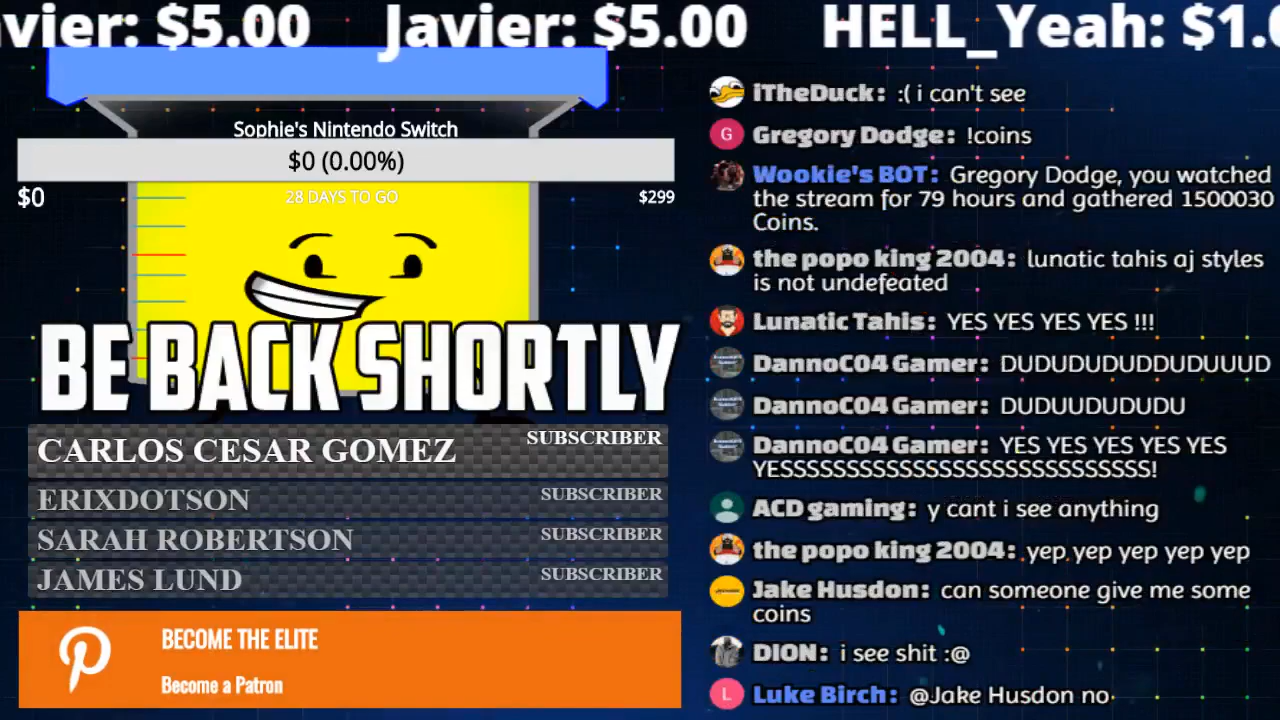 vier: $5.00 Javier: $5.00 HELL_Yeah: $1.0
Sophie's Nintendo Switch
$0 (0.00%)
$0 28 DAYS TO GO $299
BE BACK SHORTLY
CARLOS CESAR GOMEZ SUBSCRIBER
ERIXDOTSON SUBSCRIBER
SARAH ROBERTSON SUBSCRIBER
JAMES LUND SUBSCRIBER
BECOME THE ELITE
Become a Patron
iTheDuck: :( i can't see
G Gregory Dodge: !coins
Wookie's BOT: Gregory Dodge, you watched
the stream for 79 hours and gathered 1500030
Coins.
the popo king 2004: lunatic tahis aj styles
is not undefeated
Lunatic Tahis: YES YES YES YES !!!
DannoC04 Gamer: DUDUDUDUDDUDUUUD
DannoC04 Gamer: DUDUUDUDUDU
DannoC04 Gamer: YES YES YES YES YES
YESSSSSSSSSSSSSSSSSSSSSSSSSSSS!
ACD gaming: y cant i see anything
the popo king 2004: yep yep yep yep yep
Jake Husdon: can someone give me some
coins
DION: i see shit :@
L Luke Birch: @Jake Husdon no